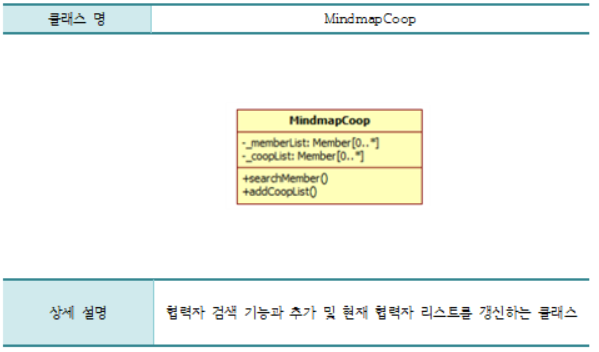 클래스 명 MindmapCoop
MindmapCoop
-_memberList: Member[0..*]
-_coopList: Member[0..*]
+searchMember()
+addCoopList()
상세 설명 협력자 검색 기능과 추가 및 현재 협력자 리스트를 갱신하는 클래스